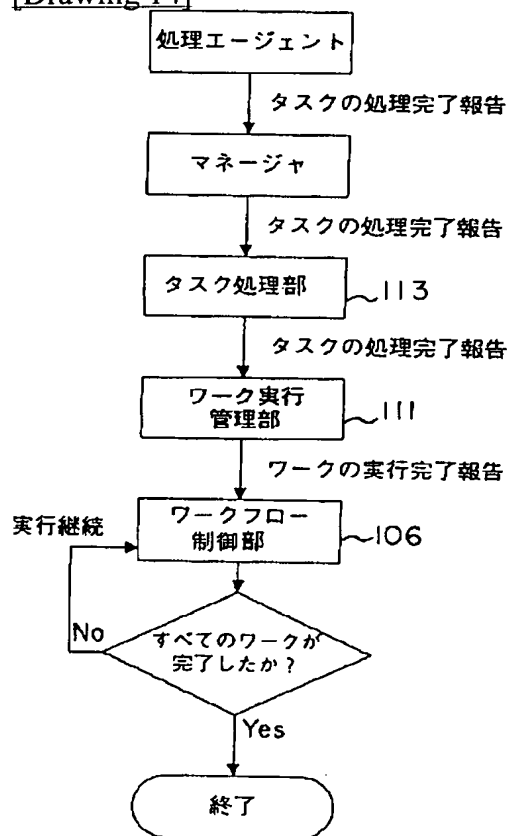 処理エージェント
タスクの処理完了報告
マネージャ
タスクの処理完了報告
タスク処理部
113
タスクの処理完了報告
ワーク実行
管理部
111
ワークの実行完了報告
実行継続
ワークフロー
制御部
106
No
すべてのワークが
完了したか?
Yes
終了